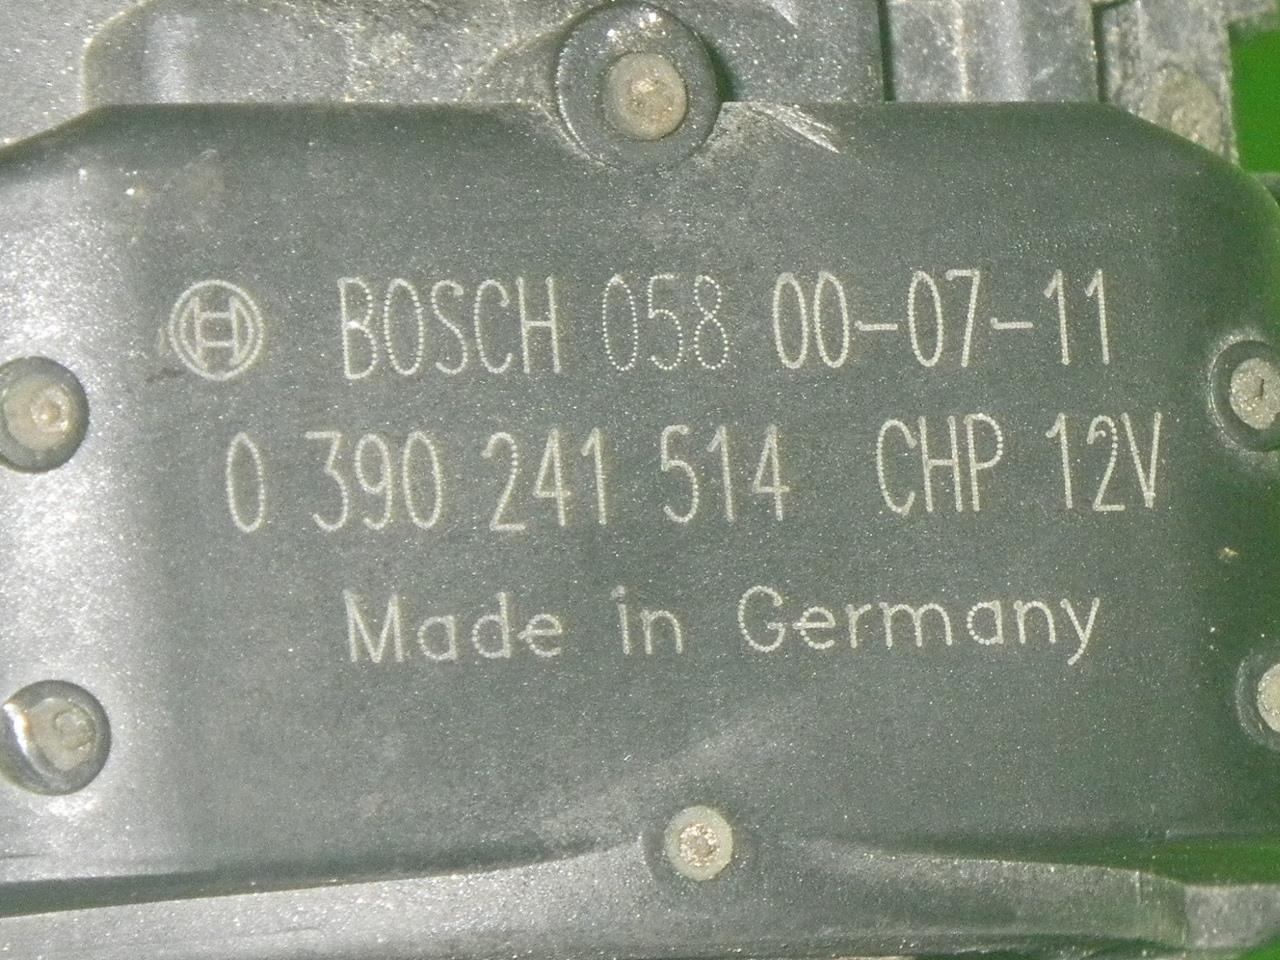 BOSCH 058 00-07-11
0 390 241 514 CHP 12V
Made in Germany